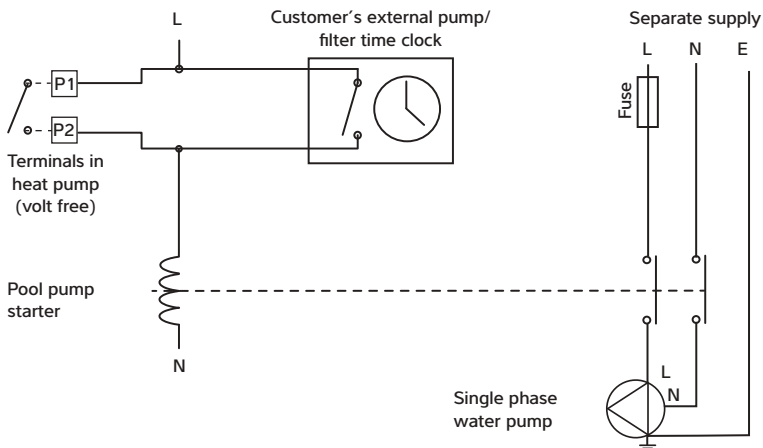 L
Customer's external pump/
filter time clock
Separate supply
L N E
P1
P2
Fuse
Terminals in
heat pump
(volt free)
Pool pump
starter
N
L
N
Single phase
water pump